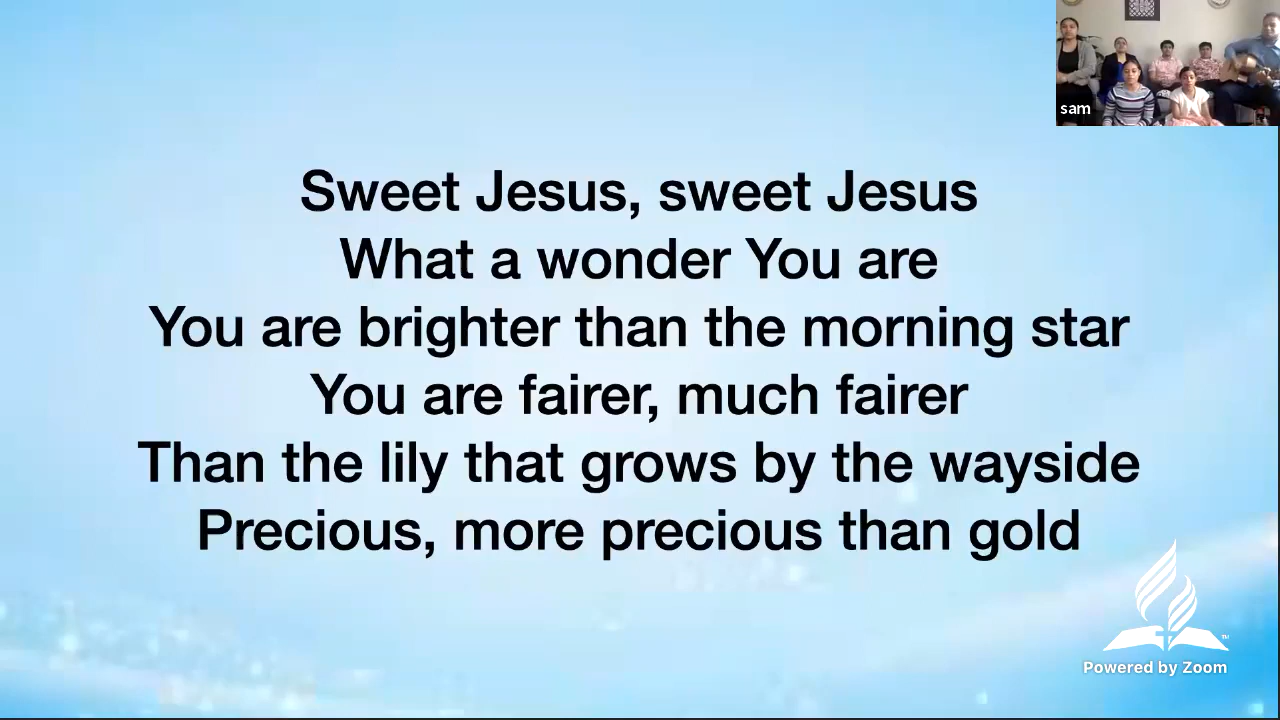 sam
Sweet Jesus, sweet Jesus
What a wonder You are
You are brighter than the morning star
You are fairer, much fairer
Than the lily that grows by the wayside
Precious, more precious than gold
TM
Powered by Zoom